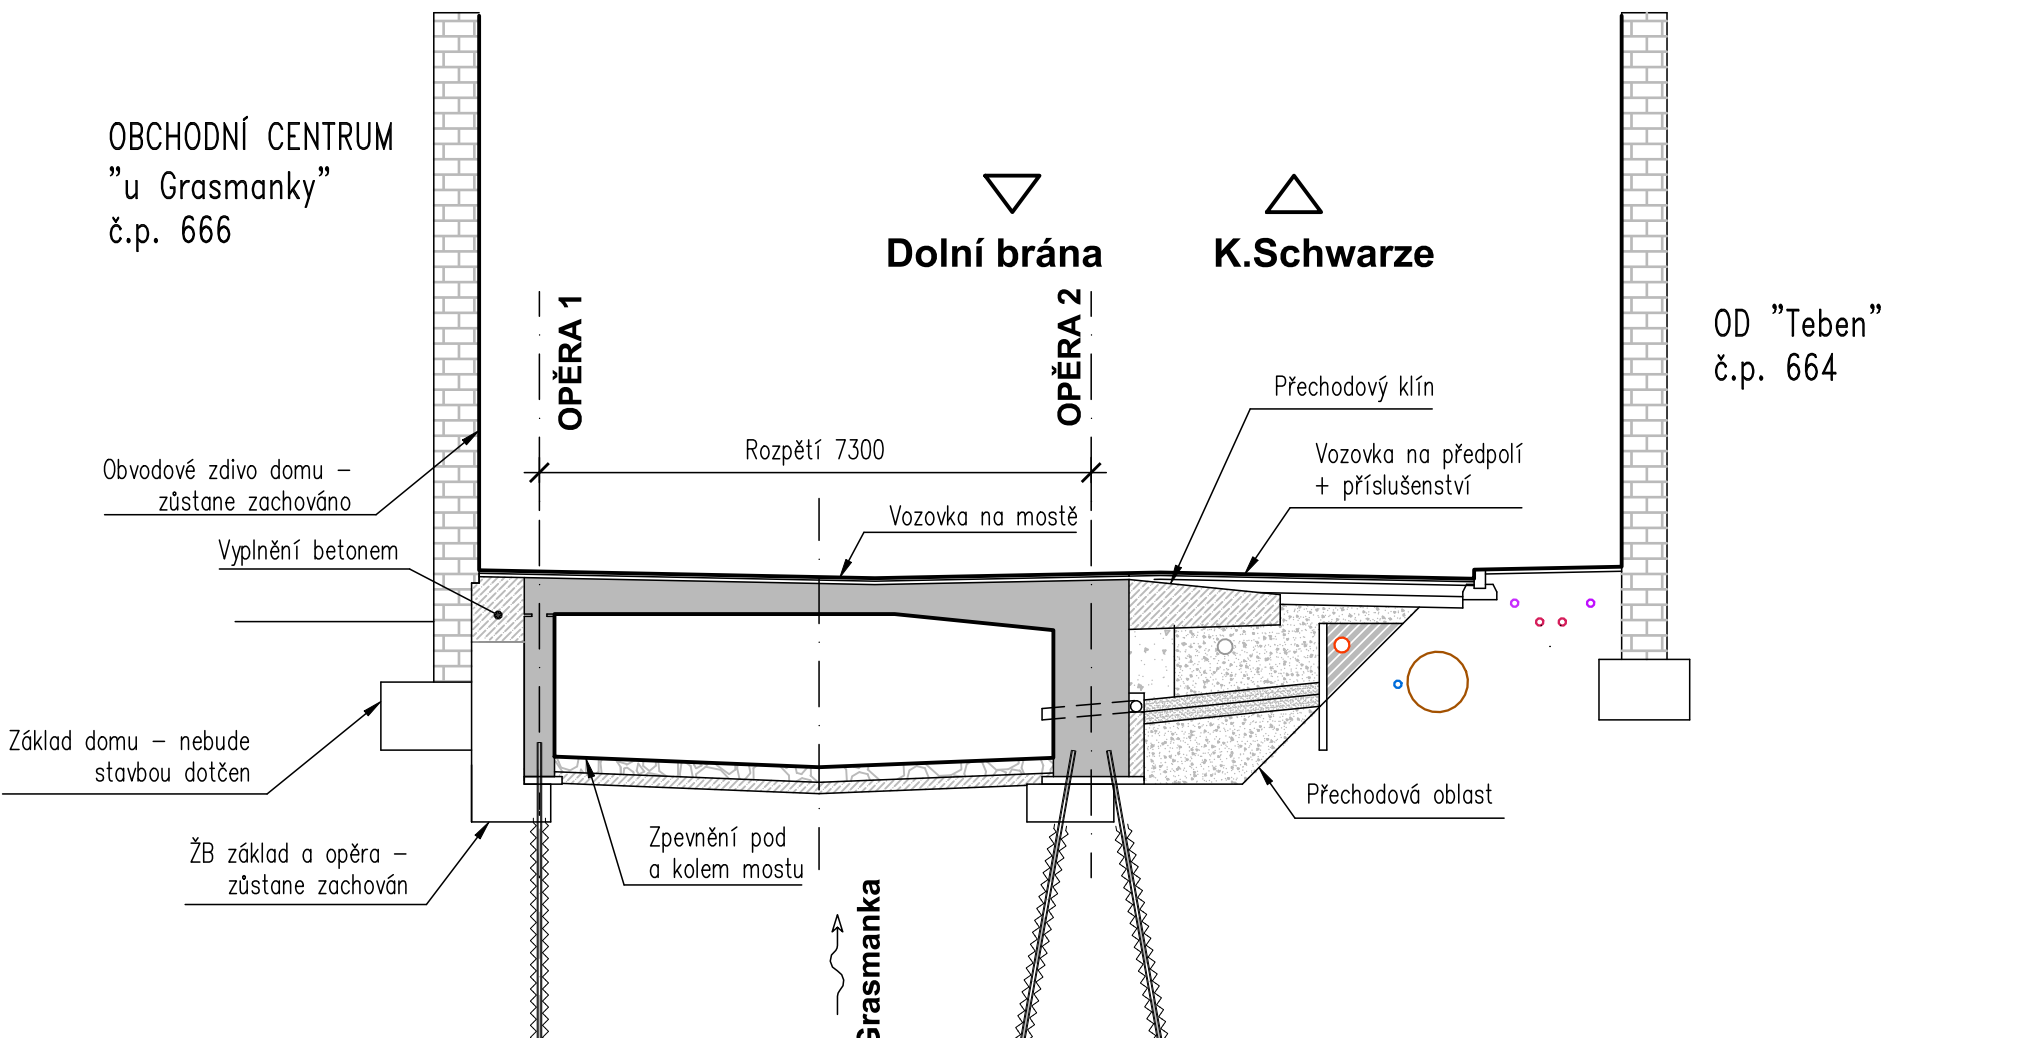 OBCHODNÍ CENTRUM
"u Grasmanky"
č.p. 666
Dolní brána
K.Schwarze
OPĚRA 1
OPĚRA 2
OD "Teben"
č.p. 664
Přechodový klín
Rozpětí 7300
Vozovka na předpolí
+ příslušenství
Obvodové zdivo domu –
zůstane zachováno
Vozovka na mostě
Vyplnění betonem
Základ domu – nebude
stavbou dotčen
Přechodová oblast
ŽB základ a opěra –
zůstane zachován
Zpevnění pod
a kolem mostu
Grasmanka